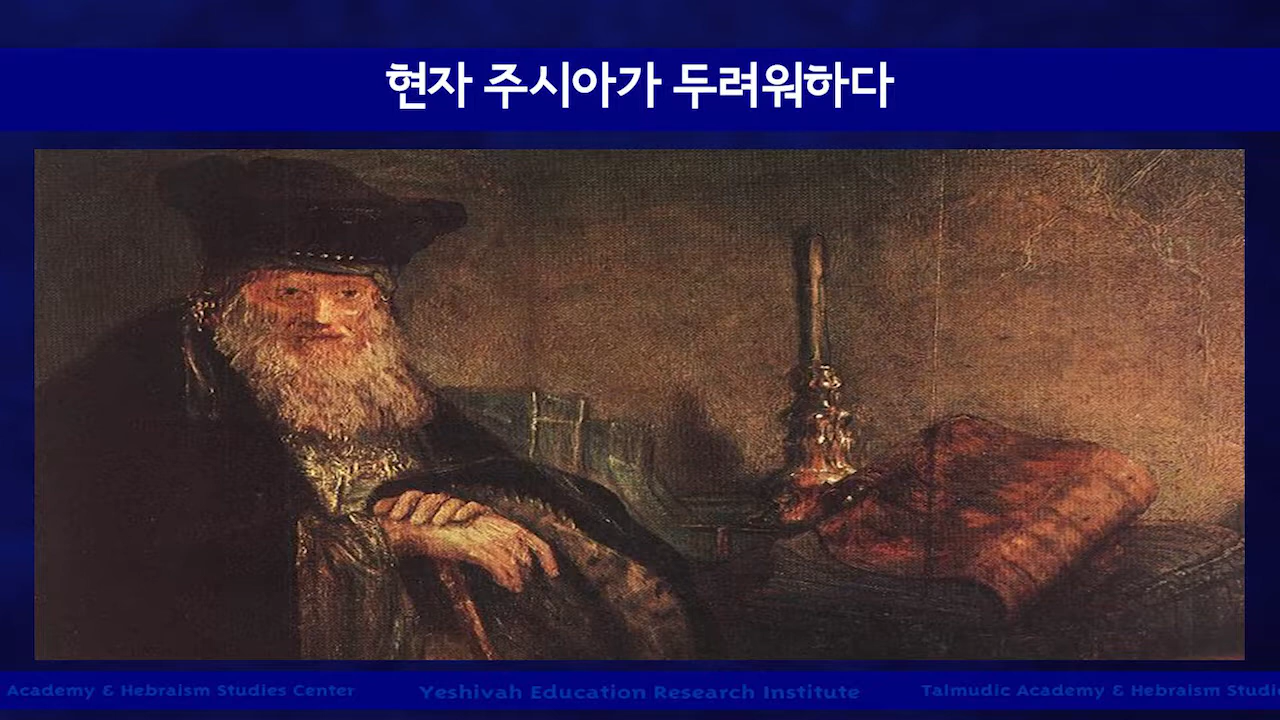 현자 주시아가 두려워하다
Academy & Hebraism Studies Center Yeshivah Education Research Institute Talmudic Academy & Hebraism